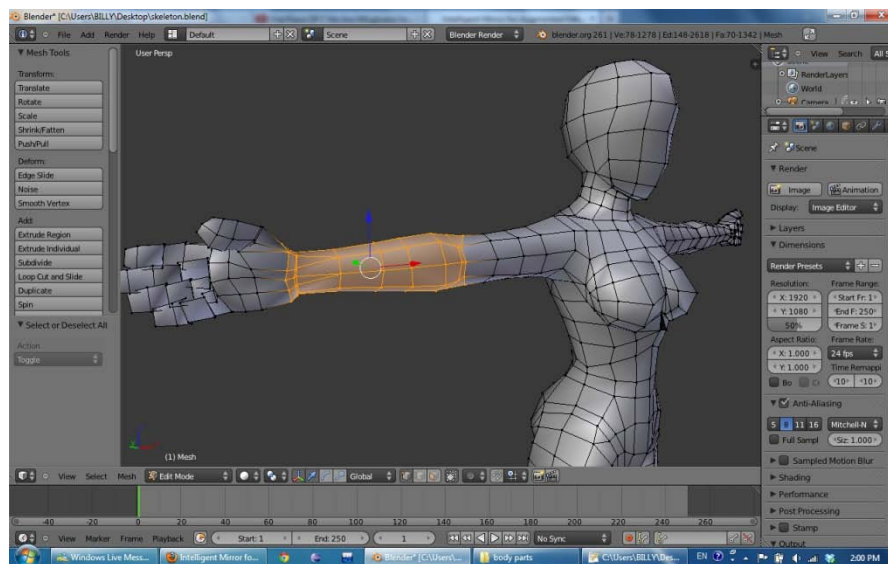 Blender* [C:\Users\BILLY\Desktop\skeleton.blend]
File Add Render Help Default Scene Blender Render blender.org 261 | Ve:78-1278 | Ed:148-2618 | Fa:70-1342 | Mesh
Mesh Tools
Transform:
Translate
Rotate
Scale
Shrink/Fatten
Push/Pull
Deform:
Edge Slide
Noise
Smooth Vertex
Add:
Extrude Region
Extrude Individual
Subdivide
Loop Cut and Slide
Duplicate
Spin
Select or Deselect All
Action:
Toggle
User Persp
(1) Mesh
View Search All S
RenderLayers
World
Camera
Scene
Render
Image Animation
Display: Image Editor
Layers
Dimensions
Render Presets
Resolution: Frame Range:
X: 1920 Start Fr: 1
Y: 1080 End F: 250
50% Frame S: 1
Aspect Ratio: Frame Rate:
X: 1.000 24 fps
Y: 1.000 Time Remappi
Bo 10 10
Anti-Aliasing
5 8 11 16 Mitchell-N
Full Sampl Siz: 1.000
Sampled Motion Blur
Shading
Performance
Post Processing
Stamp
Output
View Select Mesh Edit Mode Global
-40 -20 0 20 40 60 80 100 120 140 160 180 200 220 240 260
View Marker Frame Playback Start: 1 End: 250 1 No Sync
Windows Live Mess... Intelligent Mirror fo... Blender* [C:\Users\... body parts C:\Users\BILLY\Des... EN 2:00 PM